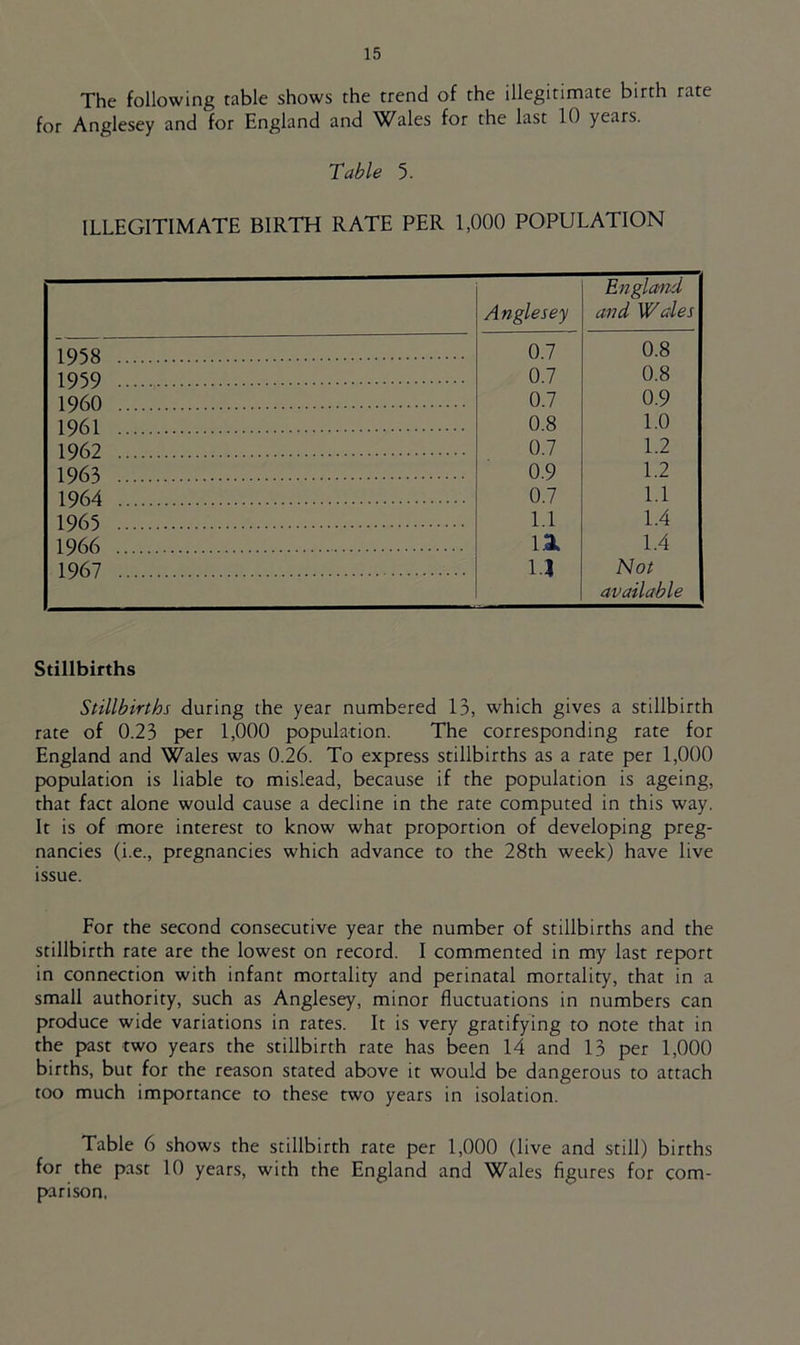 15
The following table shows the trend of the illegitimate birth rate
for Anglesey and for England and Wales for the last 10 years.
Table 5.
ILLEGITIMATE BIRTH RATE PER 1,000 POPULATION
Anglesey England and Wales
1958 0.7 0.8
1959 0.7 0.8
1960 0.7 0.9
1961 0.8 1.0
1962 0.7 1.2
1963 0.9 1.2
1964 0.7 1.1
1965 1.1 1.4
1966 1.4
1967 Not available
Stillbirths
Stillbirths during the year numbered 13, which gives a stillbirth
rate of 0.23 per 1,000 population. The corresponding rate for
England and Wales was 0.26. To express stillbirths as a rate per 1,000
population is liable to mislead, because if the population is ageing,
that fact alone would cause a decline in the rate computed in this way.
It is of more interest to know what proportion of developing preg-
nancies (i.e., pregnancies which advance to the 28th week) have live
issue.
For the second consecutive year the number of stillbirths and the
stillbirth rate are the lowest on record. I commented in my last report
in connection with infant mortality and perinatal mortality, that in a
small authority, such as Anglesey, minor fluctuations in numbers can
produce wide variations in rates. It is very gratifying to note that in
the past two years the stillbirth rate has been 14 and 13 per 1,000
births, but for the reason stated above it would be dangerous to attach
too much importance to these two years in isolation.
Table 6 shows the stillbirth rate per 1,000 (live and still) births
for the past 10 years, with the England and Wales figures for com-
parison.